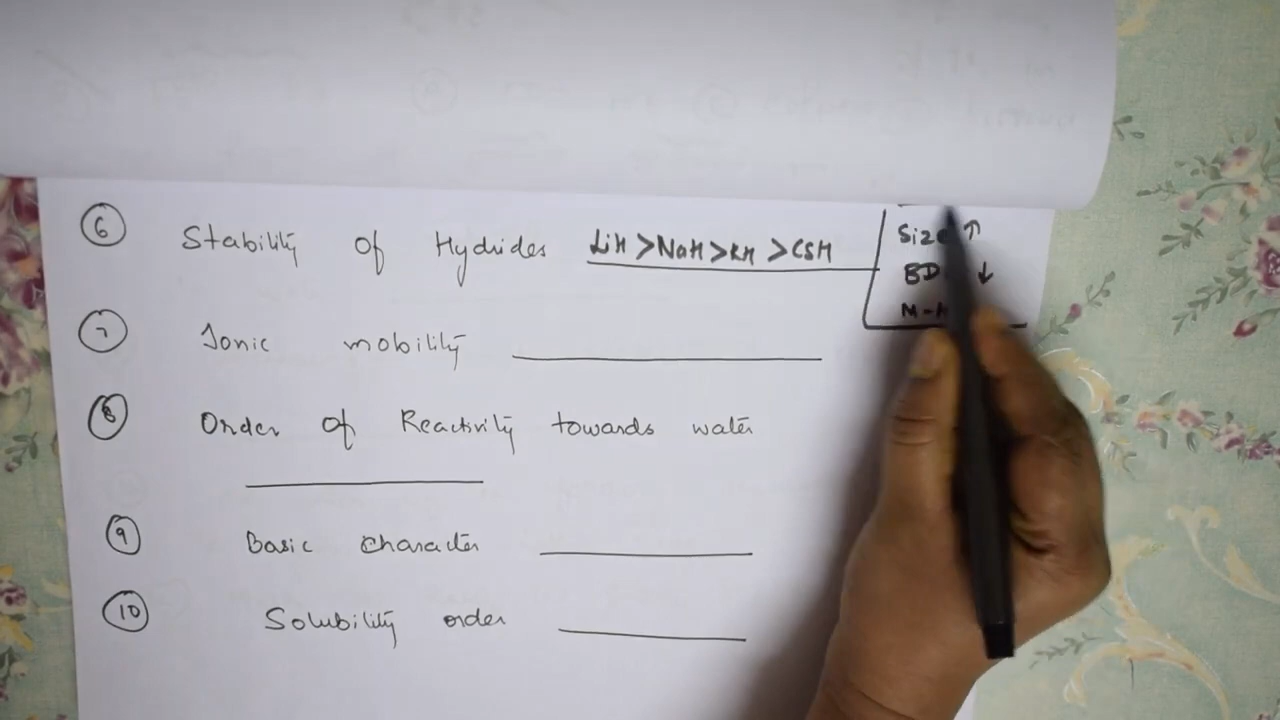 6 Stability of Hydrides LiH > NaH > KH > CSH
Size ↑
BD ↓
M-H
7 Ionic mobility
8 Order of Reactivity towards water
9 Basic character
10 Solubility order